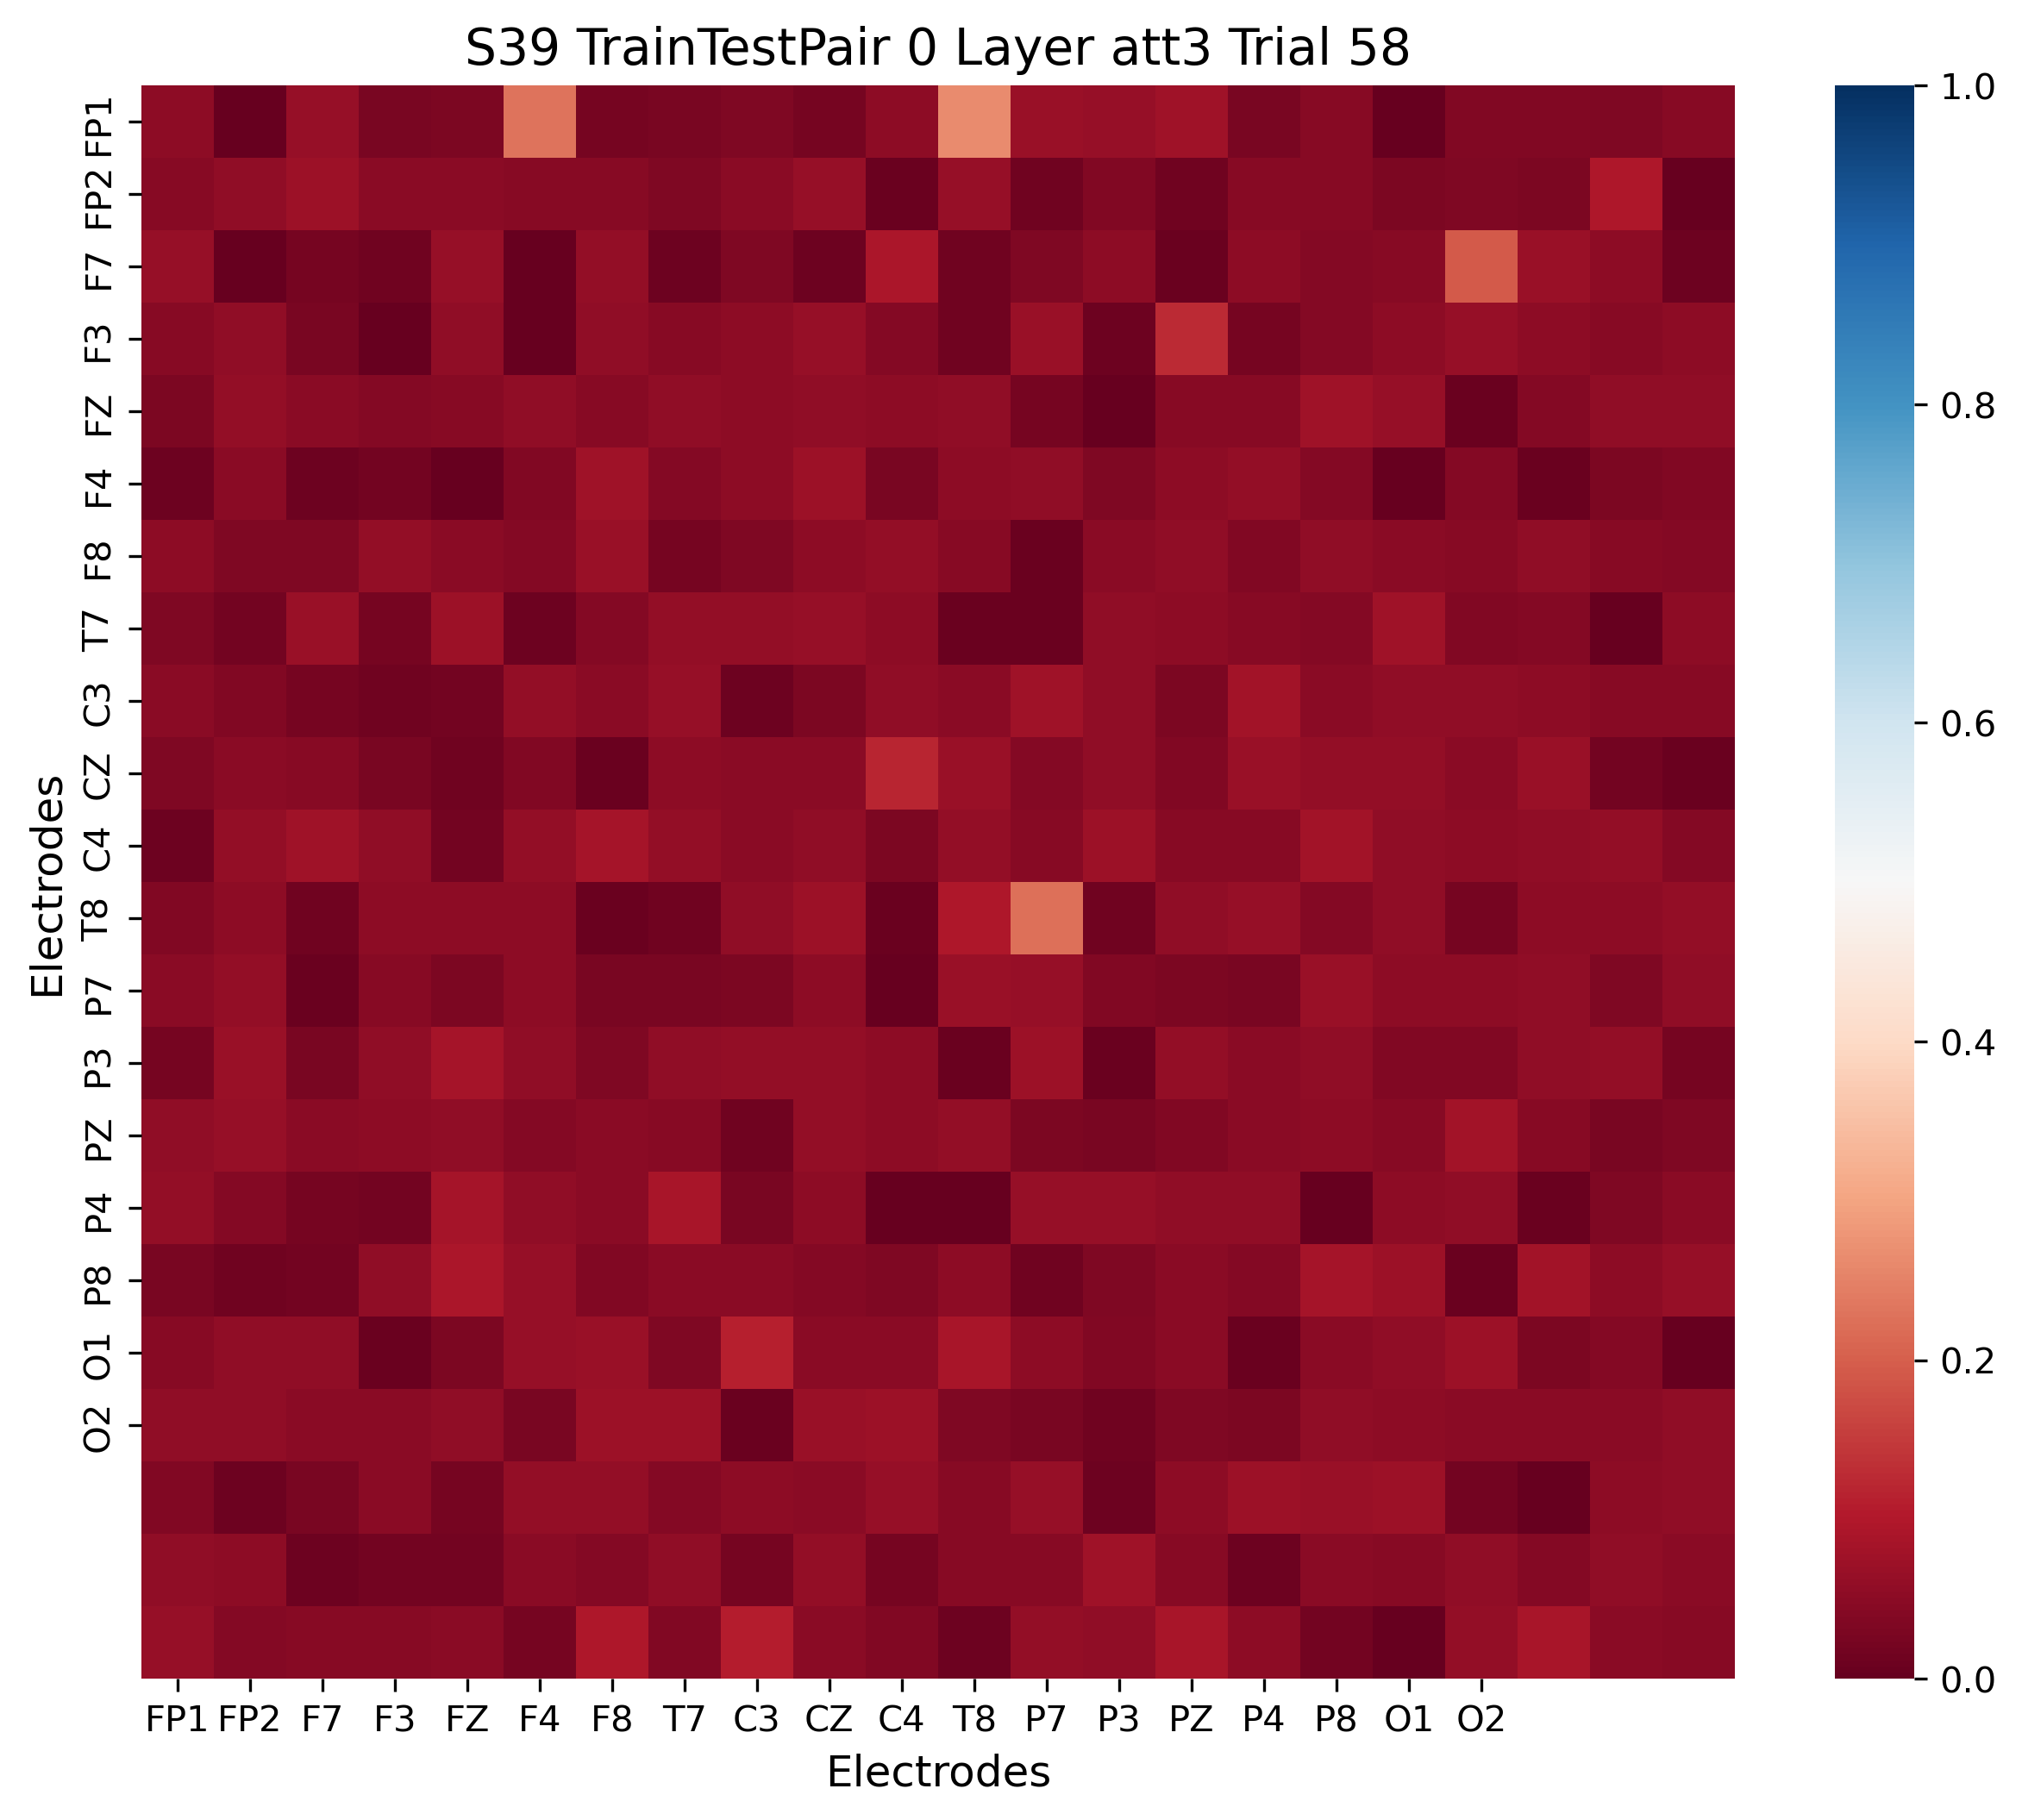 S39 TrainTestPair 0 Layer att3 Trial 58
Electrodes
FP1
FP2
F7
F3
FZ
F4
F8
T7
C3
CZ
C4
T8
P7
P3
PZ
P4
P8
O1
O2
FP1 FP2 F7 F3 FZ F4 F8 T7 C3 CZ C4 T8 P7 P3 PZ P4 P8 O1 O2
Electrodes
1.0
0.8
0.6
0.4
0.2
0.0